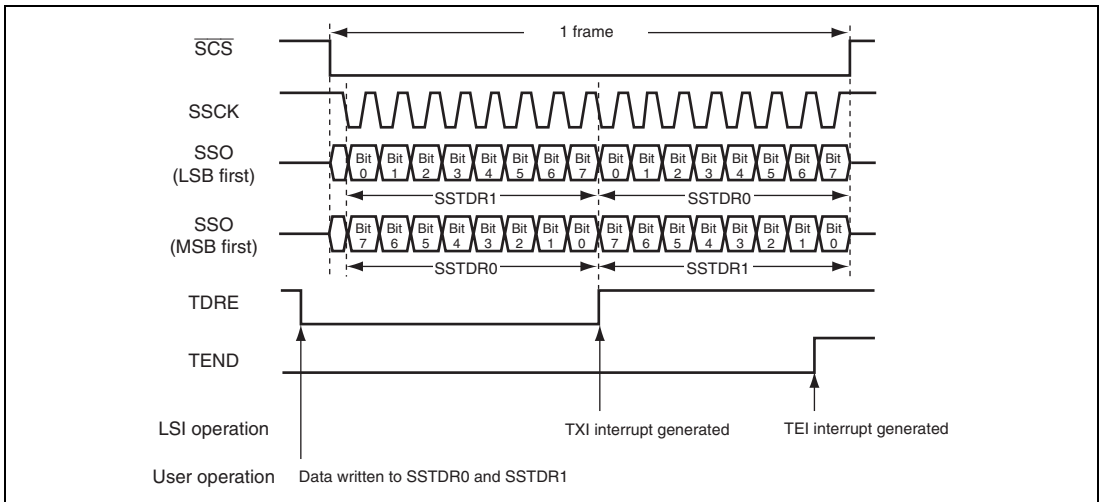 1 frame
SCS
SSCK
SSO
(LSB first)
Bit 0 Bit 1 Bit 2 Bit 3 Bit 4 Bit 5 Bit 6 Bit 7 Bit 0 Bit 1 Bit 2 Bit 3 Bit 4 Bit 5 Bit 6 Bit 7
SSTDR1 SSTDR0
SSO
(MSB first)
Bit 7 Bit 6 Bit 5 Bit 4 Bit 3 Bit 2 Bit 1 Bit 0 Bit 7 Bit 6 Bit 5 Bit 4 Bit 3 Bit 2 Bit 1 Bit 0
SSTDR0 SSTDR1
TDRE
TEND
LSI operation TXI interrupt generated TEI interrupt generated
User operation Data written to SSTDR0 and SSTDR1